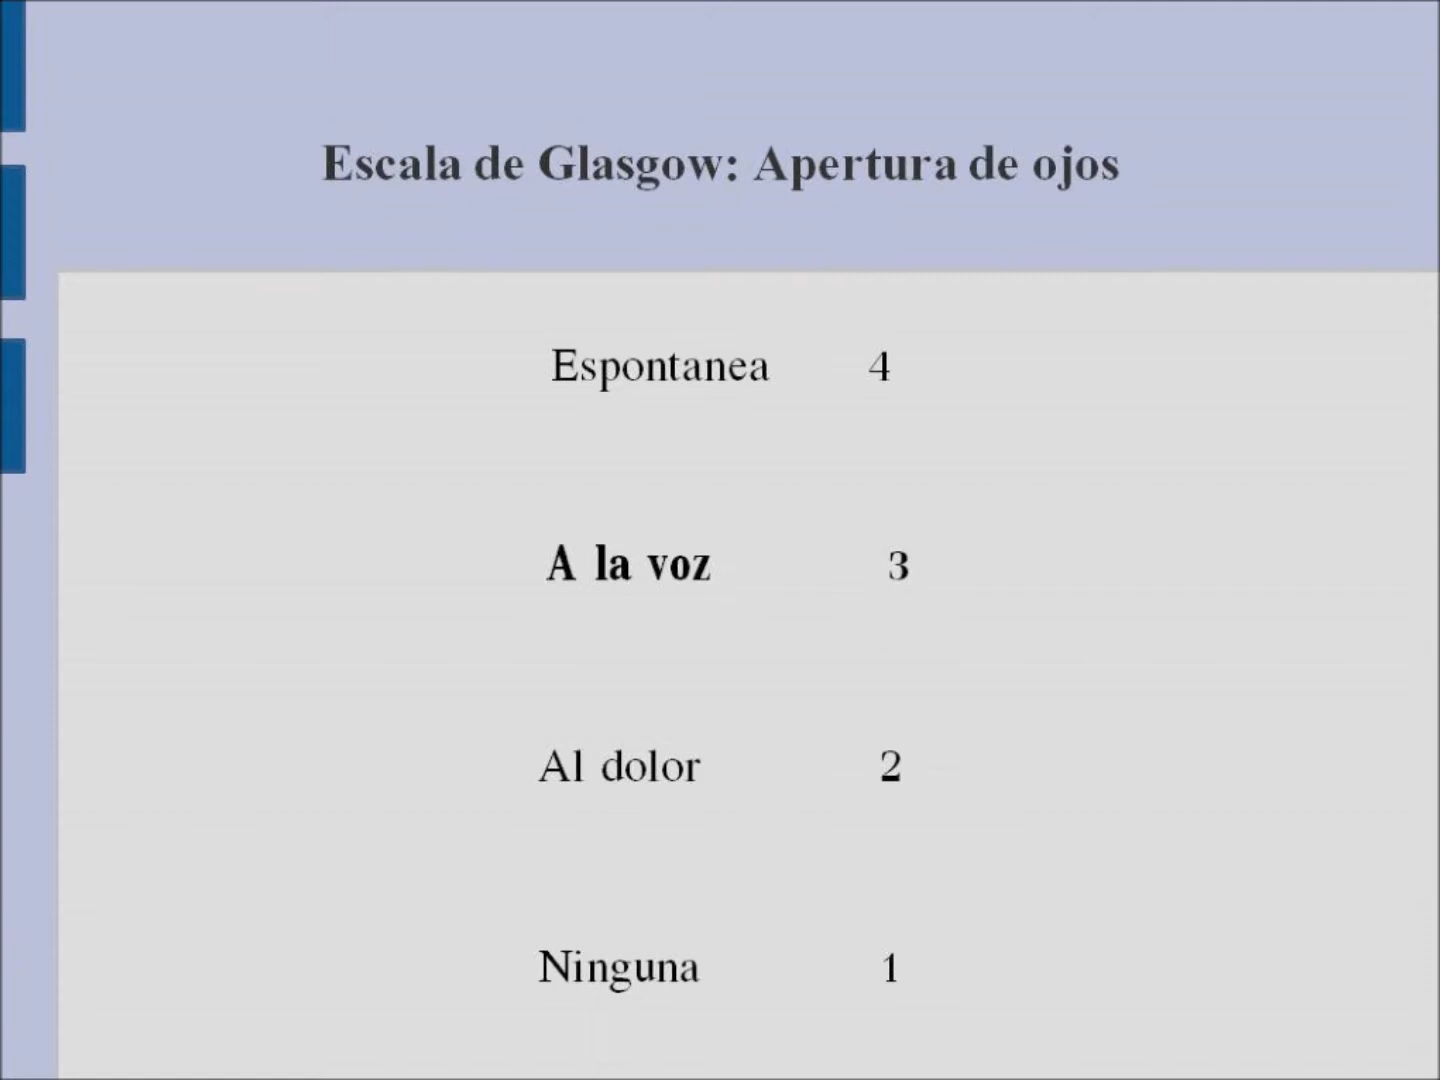 Escala de Glasgow: Apertura de ojos
Espontanea 4
A la voz 3
Al dolor 2
Ninguna 1